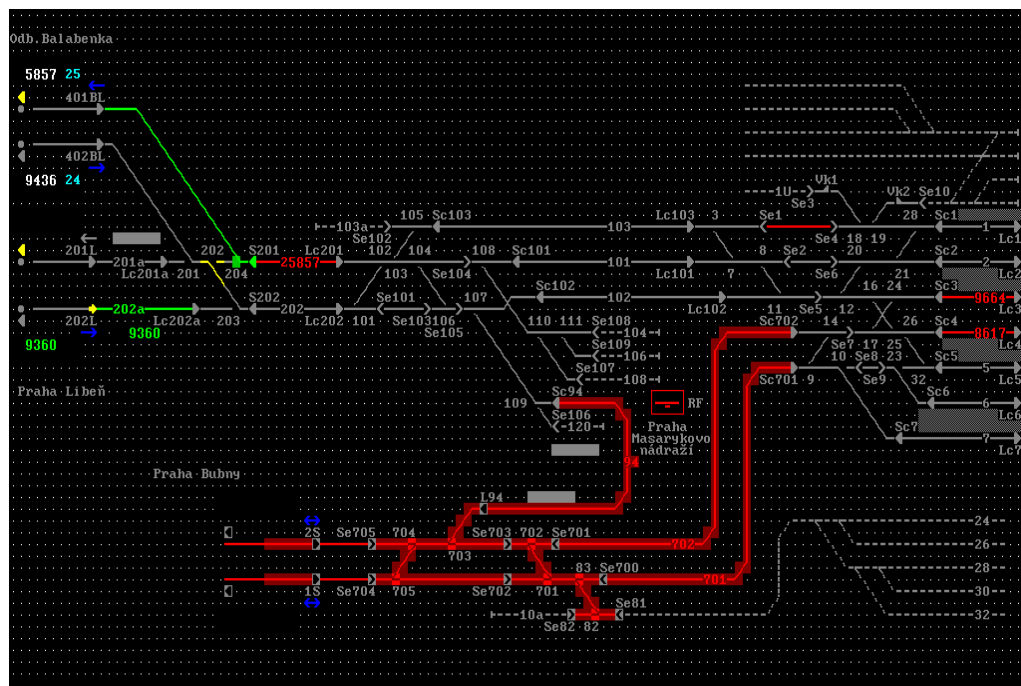 Odb.Balabenka
5857 25
401BL
402BL
9436 24
1U
Vk1
Se3
Vk2 Se10
103a
Se102
105 Sc103
103
Lc103 3
Se1
Se4 18 19
28 Sc1
1
Lc1
201L
201a
Lc201a 201
202
204
S201
25857
Lc201
102
104
108
Se104
Sc101
101
Lc101
7
8 Se2
Se6
20
21
Sc2
2
Lc2
202L
202a
9360
Lc202a
203
S202
202
Lc202
101
103
Se101
Se103 106
Se105
107
Sc102
102
Lc102
11 Se5 12
16 24
Sc3
9664
Lc3
9360
110 111
Se108
104
Sc702
14
26 Sc4
8617
Lc4
Se109
106
Se7 17 25
10 Se8 23
Se9
Sc5
5
Lc5
Praha Libeň
Se107
108
Sc701 9
32
Sc6
6
Lc6
109
Sc94
Se106
120
RF
Praha
Masarykovo
nádraží
Sc7
7
Lc7
94
Praha Bubny
L94
2S Se705 704
703
Se703 702 Se701
702
24
26
28
30
32
1S Se704 705
Se702 701
83 Se700
701
10a
Se82 82
Se81